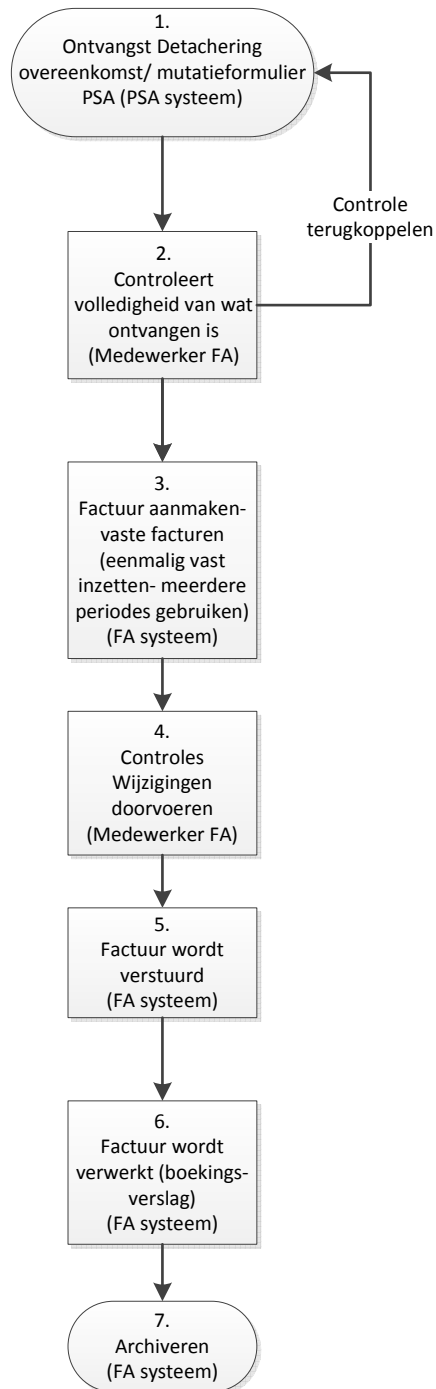 1.
Ontvangst Detachering
overeenkomst/ mutatieformulier
PSA (PSA systeem)
Controle
terugkoppelen
2.
Controleert
volledigheid van wat
ontvangen is
(Medewerker FA)
3.
Factuur aanmaken-
vaste facturen
(eenmalig vast
inzetten- meerdere
periodes gebruiken)
(FA systeem)
4.
Controles
Wijzigingen
doorvoeren
(Medewerker FA)
5.
Factuur wordt
verstuurd
(FA systeem)
6.
Factuur wordt
verwerkt (boekings-
verslag)
(FA systeem)
7.
Archiveren
(FA systeem)